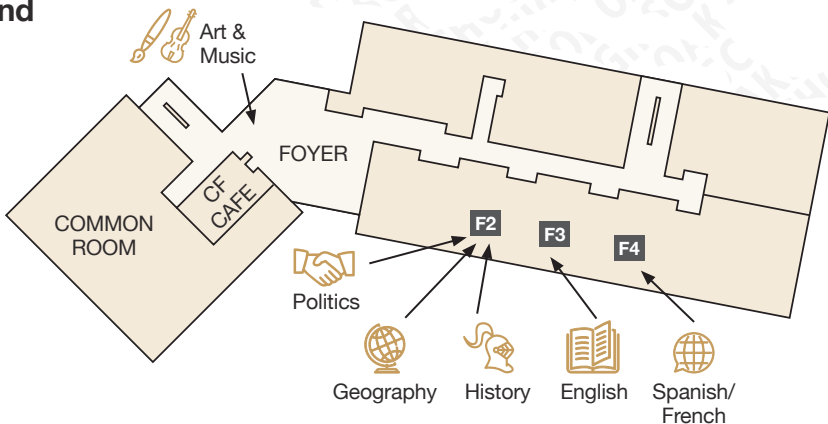 nd
Art &
Music
FOYER
CF
CAFE
COMMON
ROOM
F2
F3
F4
Politics
Geography
History
English
Spanish/
French